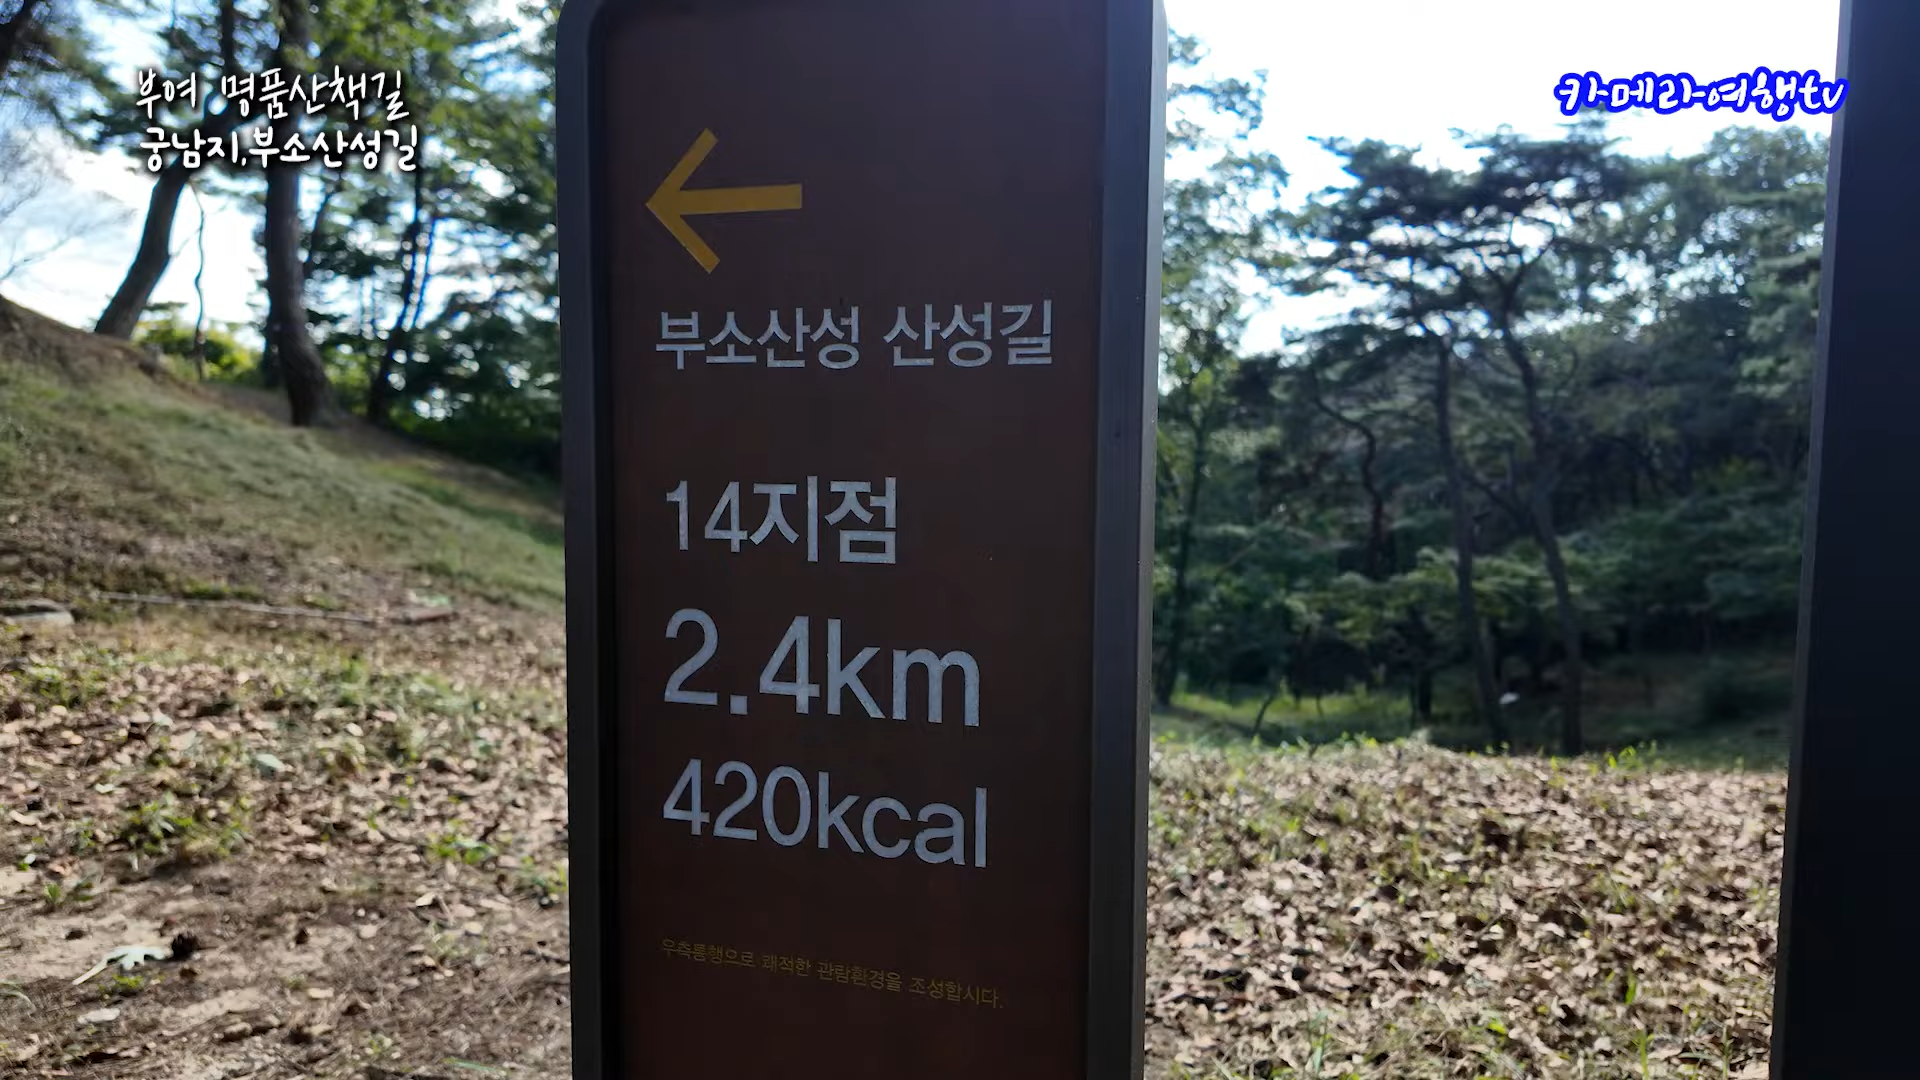 부여 명품산책길
궁남지,부소산성길
카메라여행tv
부소산성 산성길
14지점
2.4km
420kcal
우측통행으로 쾌적한 관람환경을 조성합시다.